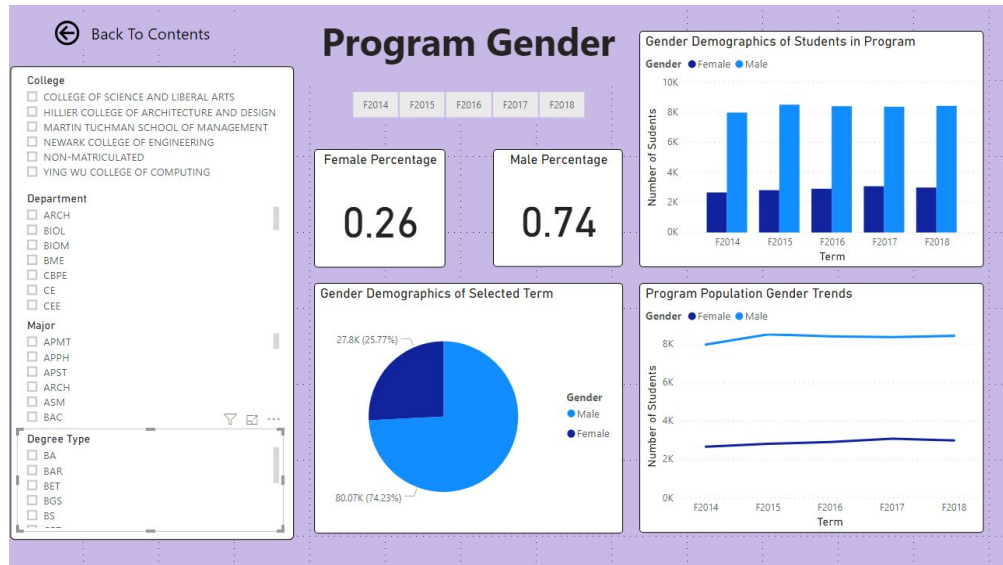 Back To Contents
Program Gender
F2014 F2015 F2016 F2017 F2018
College
COLLEGE OF SCIENCE AND LIBERAL ARTS
HILLIER COLLEGE OF ARCHITECTURE AND DESIGN
MARTIN TUCHMAN SCHOOL OF MANAGEMENT
NEWARK COLLEGE OF ENGINEERING
NON-MATRICULATED
YING WU COLLEGE OF COMPUTING
Department
ARCH
BIOL
BIOM
BME
CBPE
CE
CEE
Major
APMT
APPH
APST
ARCH
ASM
BAC
Degree Type
BA
BAR
BET
BGS
BS
Female Percentage
0.26
Male Percentage
0.74
Gender Demographics of Selected Term
27.8K (25.77%)
80.07K (74.23%)
Gender
Male
Female
Gender Demographics of Students in Program
Gender Female Male
Number of Sudents
10K
8K
6K
4K
2K
0K
F2014 F2015 F2016 F2017 F2018
Term
Program Population Gender Trends
Gender Female Male
Number of Students
8K
6K
4K
2K
0K
F2014 F2015 F2016 F2017 F2018
Term